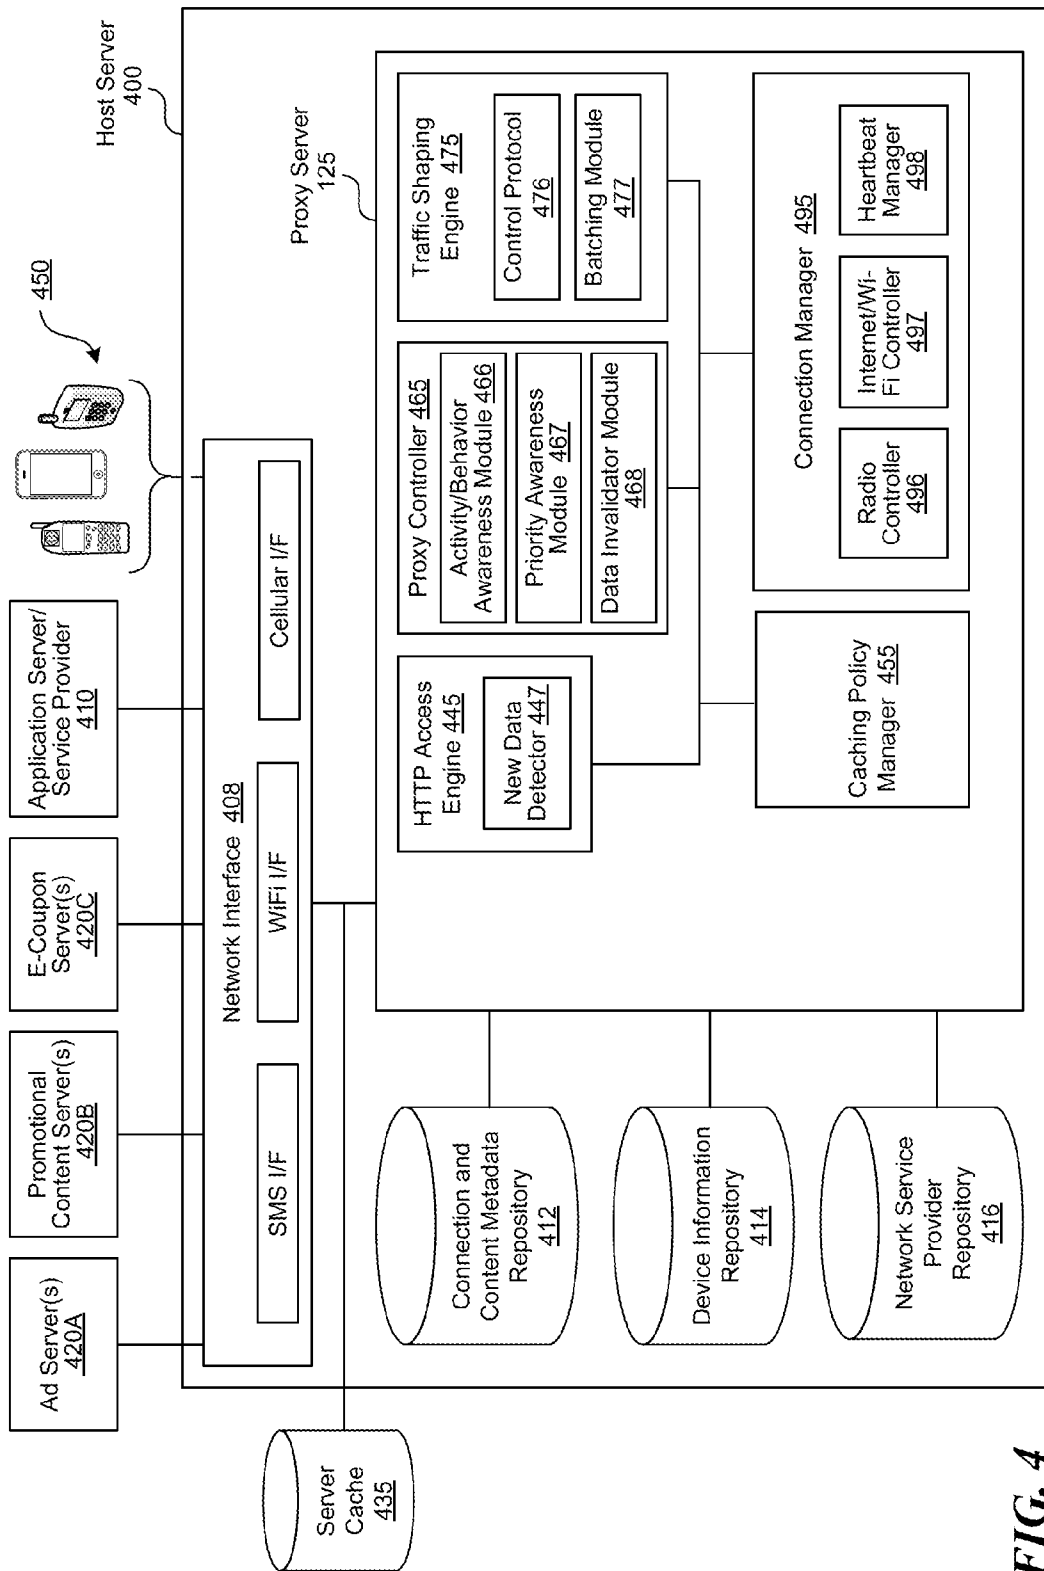 Ad Server(s)
420A
Promotional
Content Server(s)
420B
E-Coupon
Server(s)
420C
Application Server/
Service Provider
410
450
Host Server
400
Network Interface 408
SMS I/F
WiFi I/F
Cellular I/F
Server
Cache
435
Proxy Server
125
Connection and
Content Metadata
Repository
412
Device Information
Repository
414
Network Service
Provider
Repository
416
HTTP Access
Engine 445
New Data
Detector 447
Proxy Controller 465
Activity/Behavior
Awareness Module 466
Priority Awareness
Module 467
Data Invalidator Module
468
Traffic Shaping
Engine 475
Control Protocol
476
Batching Module
477
Caching Policy
Manager 455
Connection Manager 495
Radio
Controller
496
Internet/Wi-
Fi Controller
497
Heartbeat
Manager
498
FIG. 4